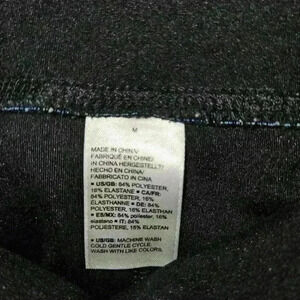 M
MADE IN CHINA/
FABRIQUÉ EN CHINE/
IN CHINA HERGESTELLT/
HECHO EN CHINA/
FABBRICATO IN CINA
• US/GB: 84% POLYESTER,
16% ELASTANE • CA/FR:
84% POLYESTER, 16%
ELASTHANNE • DE: 84%
POLYESTER, 16% ELASTHAN
• ES/MX: 84% poliéster,
16% elastano • IT: 84%
POLIESTERE, 16% ELASTAN
• US/GB: MACHINE WASH
COLD GENTLE CYCLE.
WASH WITH LIKE COLORS.